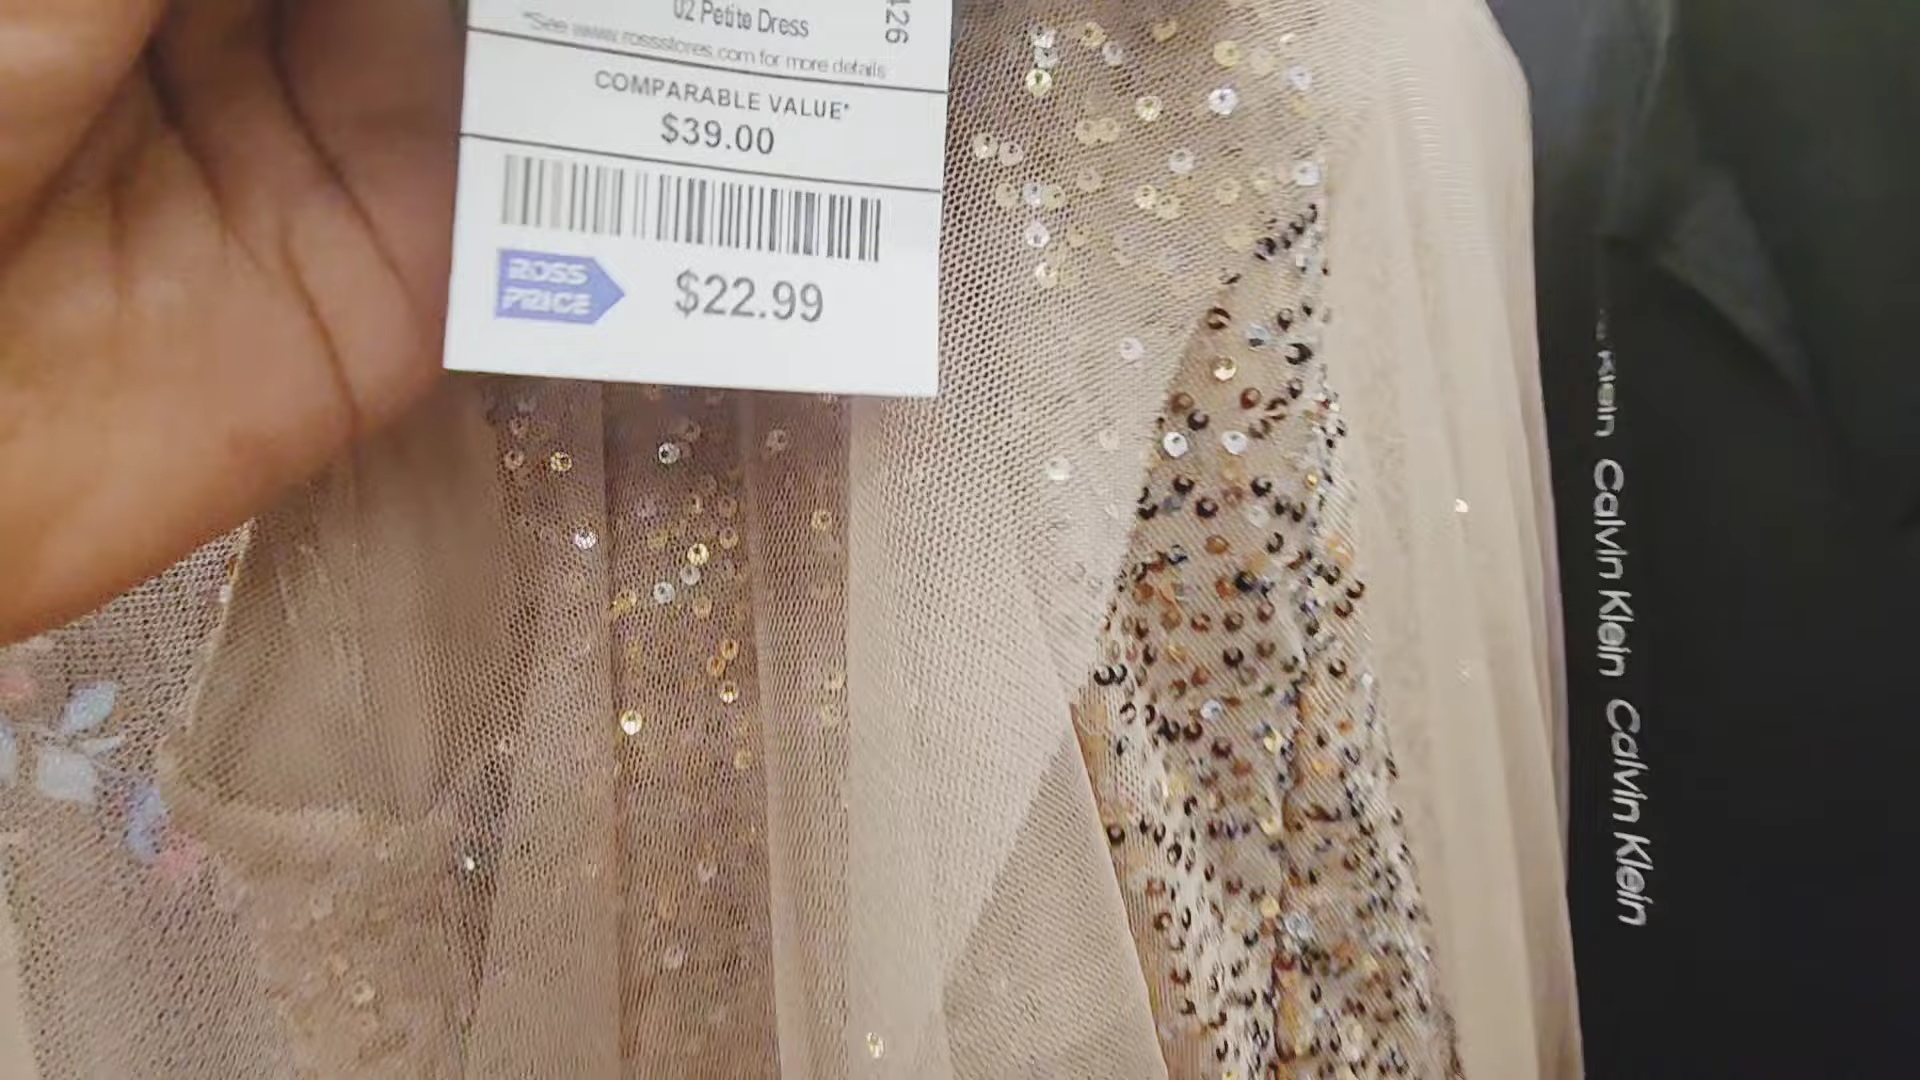 02 Petite Dress
*See www.rossstores.com for more details
426
COMPARABLE VALUE*
$39.00
ROSS
PRICE
$22.99
Klein Calvin Klein Calvin Klein